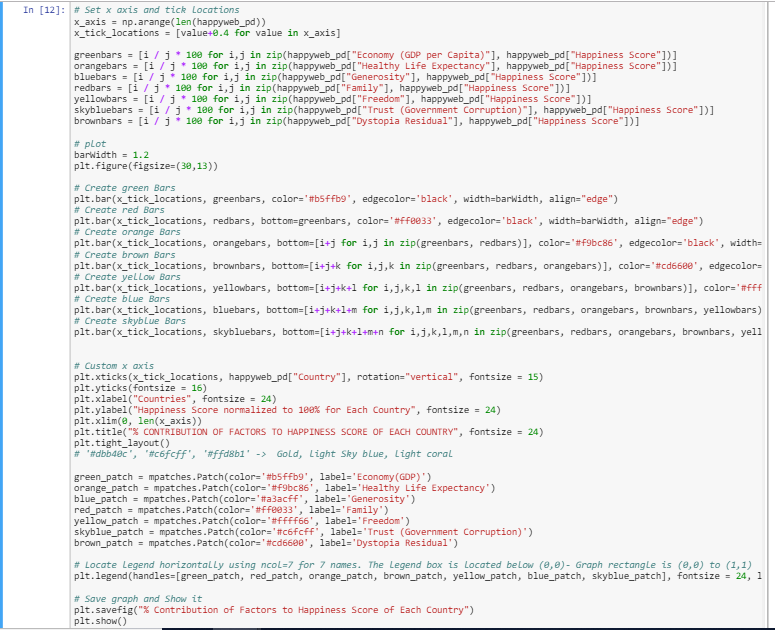 In [12]: # Set x axis and tick locations
x_axis = np.arange(len(happyweb_pd))
x_tick_locations = [value+0.4 for value in x_axis]
greenbars = [i / j * 100 for i,j in zip(happyweb_pd["Economy (GDP per Capita)"], happyweb_pd["Happiness Score"])]
orangebars = [i / j * 100 for i,j in zip(happyweb_pd["Healthy Life Expectancy"], happyweb_pd["Happiness Score"])]
bluebars = [i / j * 100 for i,j in zip(happyweb_pd["Generosity"], happyweb_pd["Happiness Score"])]
redbars = [i / j * 100 for i,j in zip(happyweb_pd["Family"], happyweb_pd["Happiness Score"])]
yellowbars = [i / j * 100 for i,j in zip(happyweb_pd["Freedom"], happyweb_pd["Happiness Score"])]
skybluebars = [i / j * 100 for i,j in zip(happyweb_pd["Trust (Government Corruption)"], happyweb_pd["Happiness Score"])]
brownbars = [i / j * 100 for i,j in zip(happyweb_pd["Dystopia Residual"], happyweb_pd["Happiness Score"])]
# plot
barWidth = 1.2
plt.figure(figsize=(30,13))
# Create green Bars
plt.bar(x_tick_locations, greenbars, color='#b5ffb9', edgecolor='black', width=barWidth, align="edge")
# Create red Bars
plt.bar(x_tick_locations, redbars, bottom=greenbars, color='#ff0033', edgecolor='black', width=barWidth, align="edge")
# Create orange Bars
plt.bar(x_tick_locations, orangebars, bottom=[i+j for i,j in zip(greenbars, redbars)], color='#f9bc86', edgecolor='black', width=
# Create brown Bars
plt.bar(x_tick_locations, brownbars, bottom=[i+j+k for i,j,k in zip(greenbars, redbars, orangebars)], color='#cd6600', edgecolor=
# Create yellow Bars
plt.bar(x_tick_locations, yellowbars, bottom=[i+j+k+l for i,j,k,l in zip(greenbars, redbars, orangebars, brownbars)], color='#fff
# Create blue Bars
plt.bar(x_tick_locations, bluebars, bottom=[i+j+k+l+m for i,j,k,l,m in zip(greenbars, redbars, orangebars, brownbars, yellowbars)
# Create skyblue Bars
plt.bar(x_tick_locations, skybluebars, bottom=[i+j+k+l+m+n for i,j,k,l,m,n in zip(greenbars, redbars, orangebars, brownbars, yell
# Custom x axis
plt.xticks(x_tick_locations, happyweb_pd["Country"], rotation="vertical", fontsize = 15)
plt.yticks(fontsize = 16)
plt.xlabel("Countries", fontsize = 24)
plt.ylabel("Happiness Score normalized to 100% for Each Country", fontsize = 24)
plt.xlim(0, len(x_axis))
plt.title("% CONTRIBUTION OF FACTORS TO HAPPINESS SCORE OF EACH COUNTRY", fontsize = 24)
plt.tight_layout()
# '#dbb40c', '#c6fcff', '#ffd8b1' -> Gold, light Sky blue, light coral
green_patch = mpatches.Patch(color='#b5ffb9', label='Economy(GDP)')
orange_patch = mpatches.Patch(color='#f9bc86', label='Healthy Life Expectancy')
blue_patch = mpatches.Patch(color='#a3acff', label='Generosity')
red_patch = mpatches.Patch(color='#ff0033', label='Family')
yellow_patch = mpatches.Patch(color='#ffff66', label='Freedom')
skyblue_patch = mpatches.Patch(color='#c6fcff', label='Trust (Government Corruption)')
brown_patch = mpatches.Patch(color='#cd6600', label='Dystopia Residual')
# Locate legend horizontally using ncol=7 for 7 names. The Legend box is located below (0,0)- Graph rectangle is (0,0) to (1,1)
plt.legend(handles=[green_patch, red_patch, orange_patch, brown_patch, yellow_patch, blue_patch, skyblue_patch], fontsize = 24, l
# Save graph and Show it
plt.savefig("% Contribution of Factors to Happiness Score of Each Country")
plt.show()